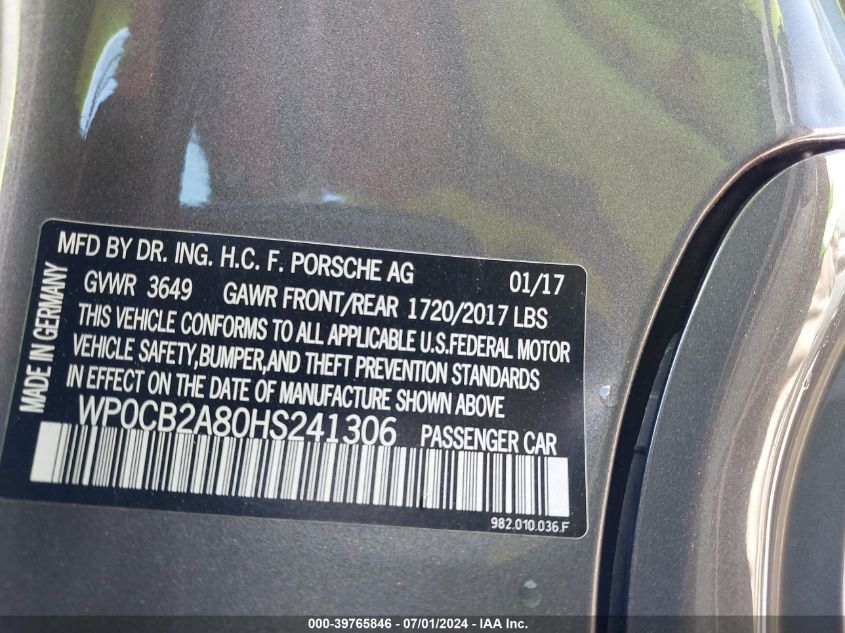 MFD BY DR. ING. H.C. F. PORSCHE AG 01/17
GVWR 3649 GAWR FRONT/REAR 1720/2017 LBS
THIS VEHICLE CONFORMS TO ALL APPLICABLE U.S.FEDERAL MOTOR
VEHICLE SAFETY,BUMPER,AND THEFT PREVENTION STANDARDS
IN EFFECT ON THE DATE OF MANUFACTURE SHOWN ABOVE
WP0CB2A80HS241306 PASSENGER CAR
982.010.036.F
MADE IN GERMANY
000-39765846 - 07/01/2024 - IAA Inc.